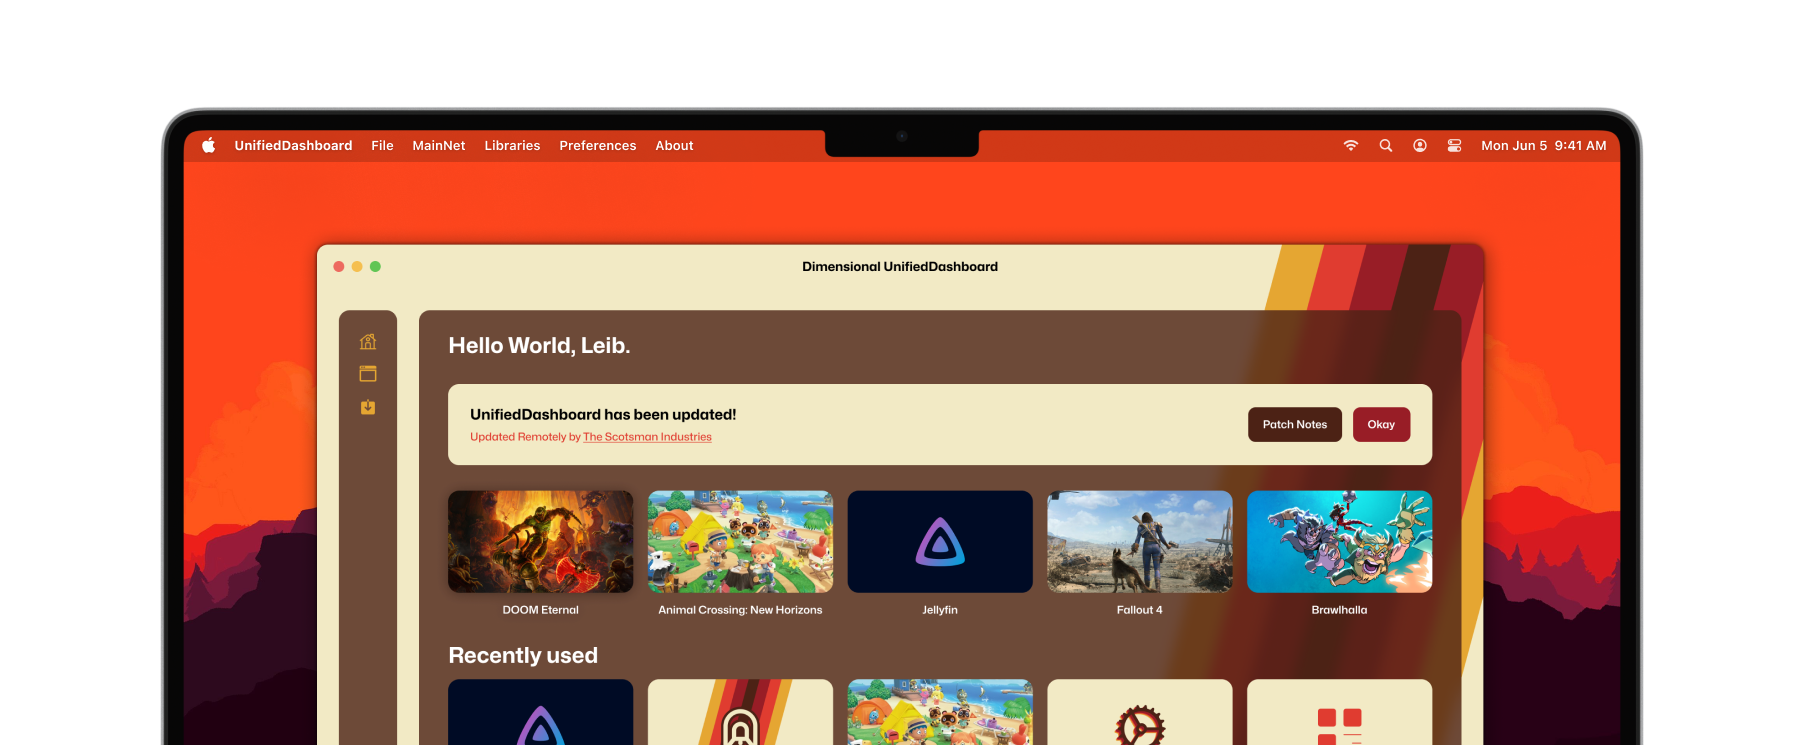 UnifiedDashboard File MainNet Libraries Preferences About Mon Jun 5 9:41 AM
Dimensional UnifiedDashboard
Hello World, Leib.
UnifiedDashboard has been updated!
Updated Remotely by The Scotsman Industries
Patch Notes Okay
DOOM Eternal Animal Crossing: New Horizons Jellyfin Fallout 4 Brawlhalla
Recently used